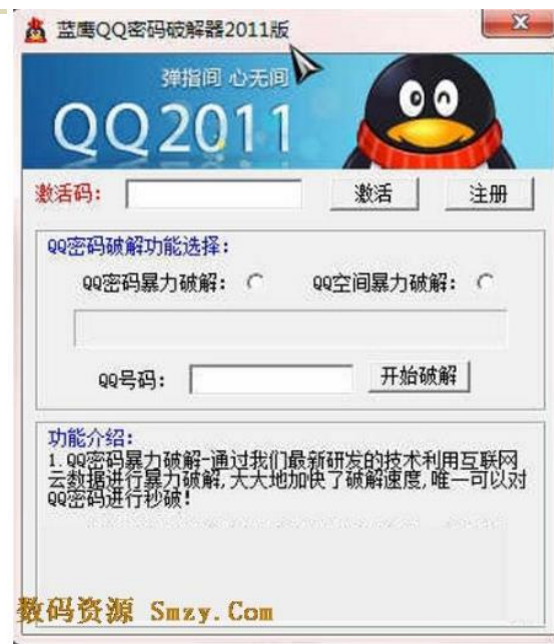 蓝鹰QQ密码破解器2011版
弹指间 心无间
QQ2011
激活码:
激活
注册
QQ密码破解功能选择:
QQ密码暴力破解:
QQ空间暴力破解:
QQ号码:
开始破解
功能介绍:
1.QQ密码暴力破解-通过我们最新研发的技术利用互联网
云数据进行暴力破解,大大地加快了破解速度,唯一可以对
QQ密码进行秒破!
数码资源 Smzy.Com